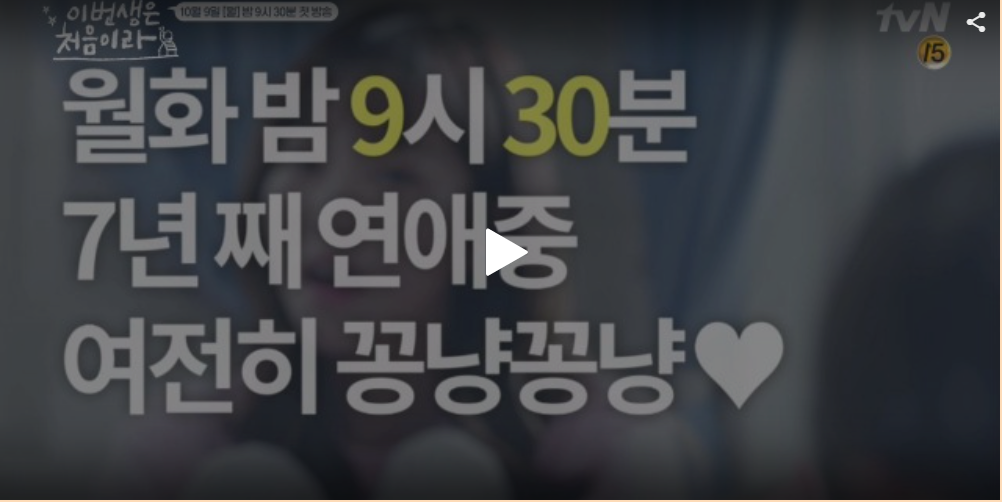 이번생은
처음이라
10월 9일 [월] 밤 9시 30분 첫 방송
tvN
15
월화 밤 9시 30분
7년 째 연애중
여전히 꽁냥꽁냥♥